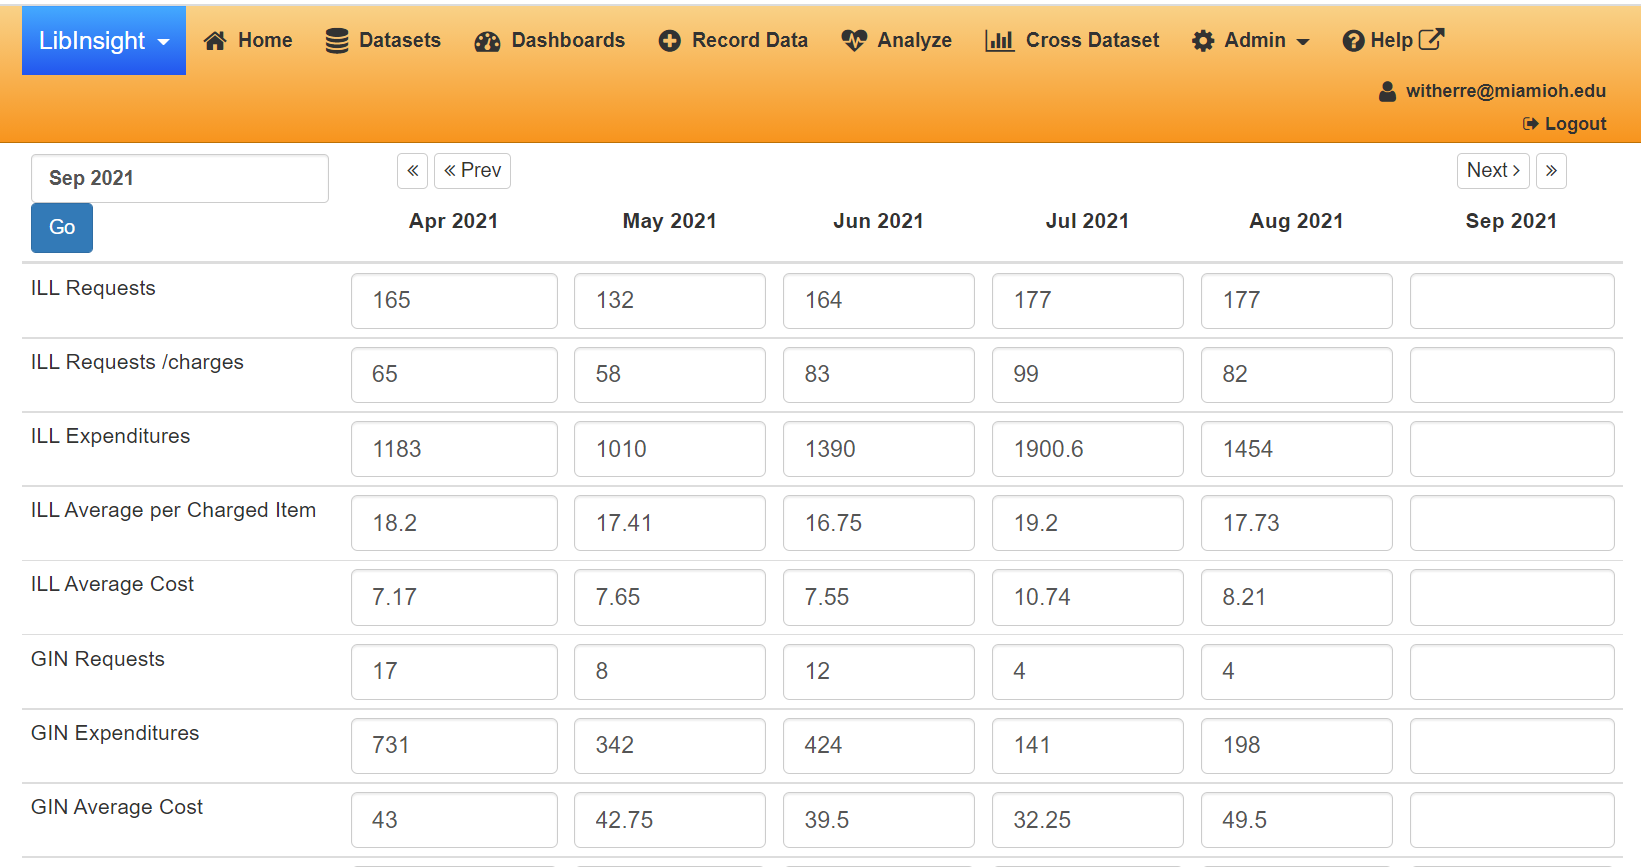 LibInsight Home Datasets Dashboards Record Data Analyze Cross Dataset Admin Help
witherre@miamioh.edu
Logout
Sep 2021 « « Prev Next › »
Go Apr 2021 May 2021 Jun 2021 Jul 2021 Aug 2021 Sep 2021
ILL Requests 165 132 164 177 177
ILL Requests /charges 65 58 83 99 82
ILL Expenditures 1183 1010 1390 1900.6 1454
ILL Average per Charged Item 18.2 17.41 16.75 19.2 17.73
ILL Average Cost 7.17 7.65 7.55 10.74 8.21
GIN Requests 17 8 12 4 4
GIN Expenditures 731 342 424 141 198
GIN Average Cost 43 42.75 39.5 32.25 49.5